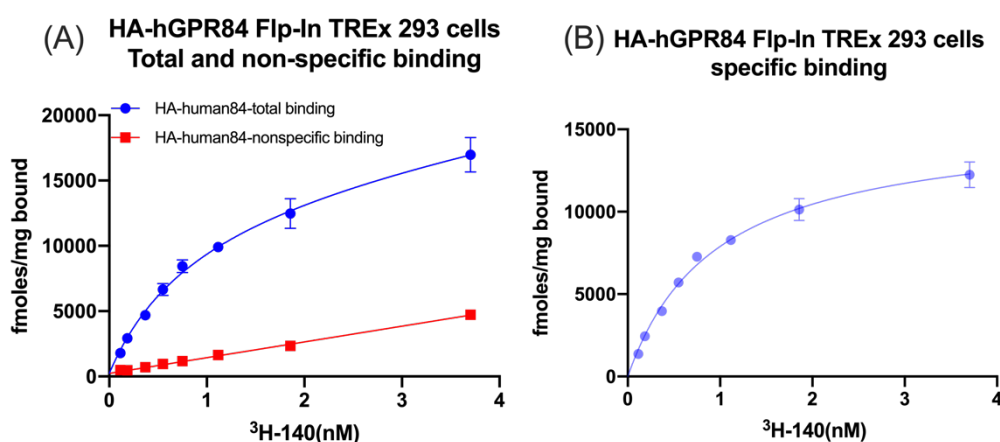 (A) HA-hGPR84 Flp-In TREx 293 cells
Total and non-specific binding
HA-human84-total binding
HA-human84-nonspecific binding
20000
15000
10000
5000
0
fmoles/mg bound
0 1 2 3 4
³H-140(nM)
(B) HA-hGPR84 Flp-In TREx 293 cells
specific binding
15000
10000
5000
0
fmoles/mg bound
0 1 2 3 4
³H-140(nM)